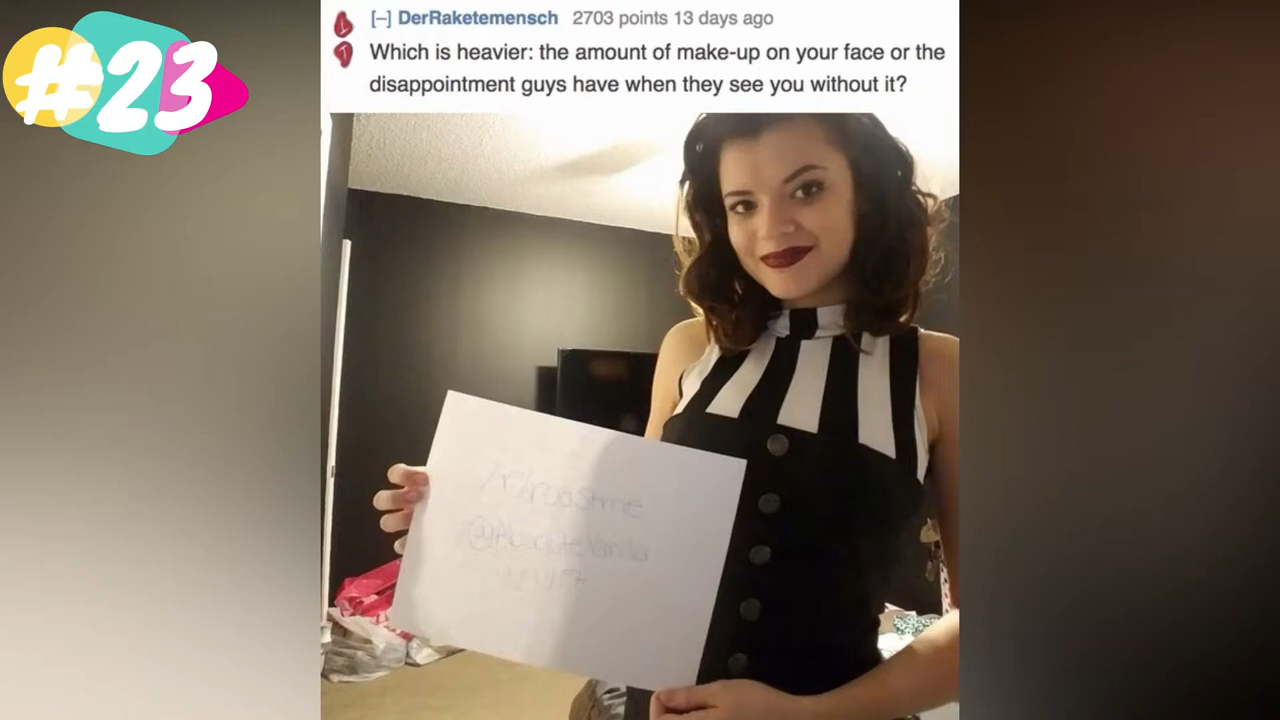 #23
[–] DerRaketemensch 2703 points 13 days ago
Which is heavier: the amount of make-up on your face or the
disappointment guys have when they see you without it?
/r/roastme